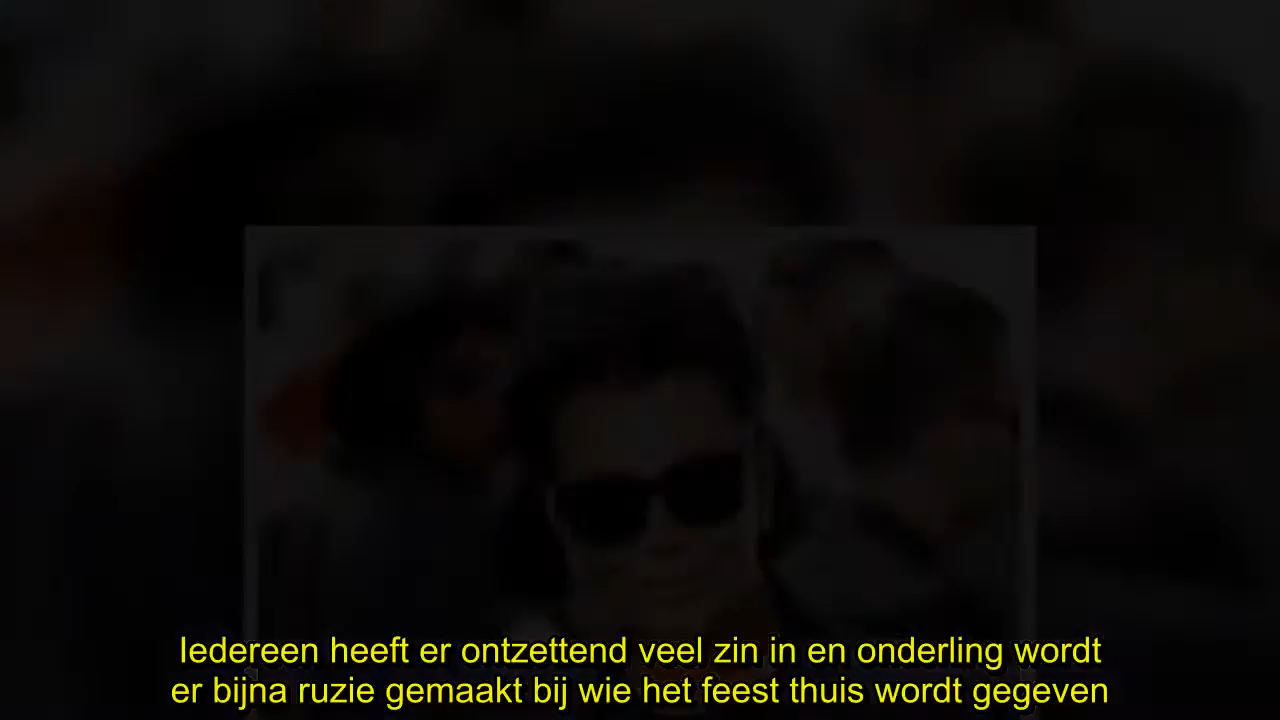 Iedereen heeft er ontzettend veel zin in en onderling wordt
er bijna ruzie gemaakt bij wie het feest thuis wordt gegeven